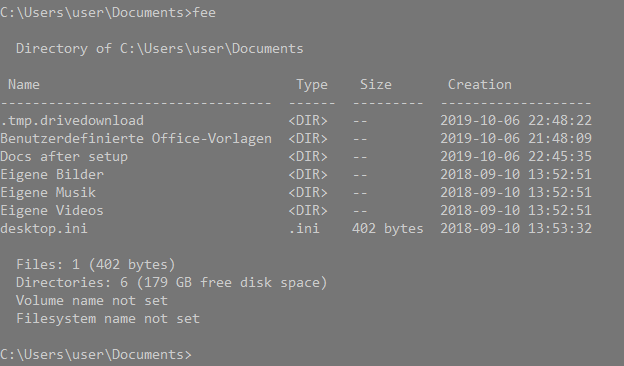 C:\Users\user\Documents>fee
Directory of C:\Users\user\Documents
Name Type Size Creation
-------------------------------- ------ --------- -------------------
.tmp.drivedownload <DIR> -- 2019-10-06 22:48:22
Benutzerdefinierte Office-Vorlagen <DIR> -- 2019-10-06 21:48:09
Docs after setup <DIR> -- 2019-10-06 22:45:35
Eigene Bilder <DIR> -- 2018-09-10 13:52:51
Eigene Musik <DIR> -- 2018-09-10 13:52:51
Eigene Videos <DIR> -- 2018-09-10 13:52:51
desktop.ini .ini 402 bytes 2018-09-10 13:53:32
Files: 1 (402 bytes)
Directories: 6 (179 GB free disk space)
Volume name not set
Filesystem name not set
C:\Users\user\Documents>